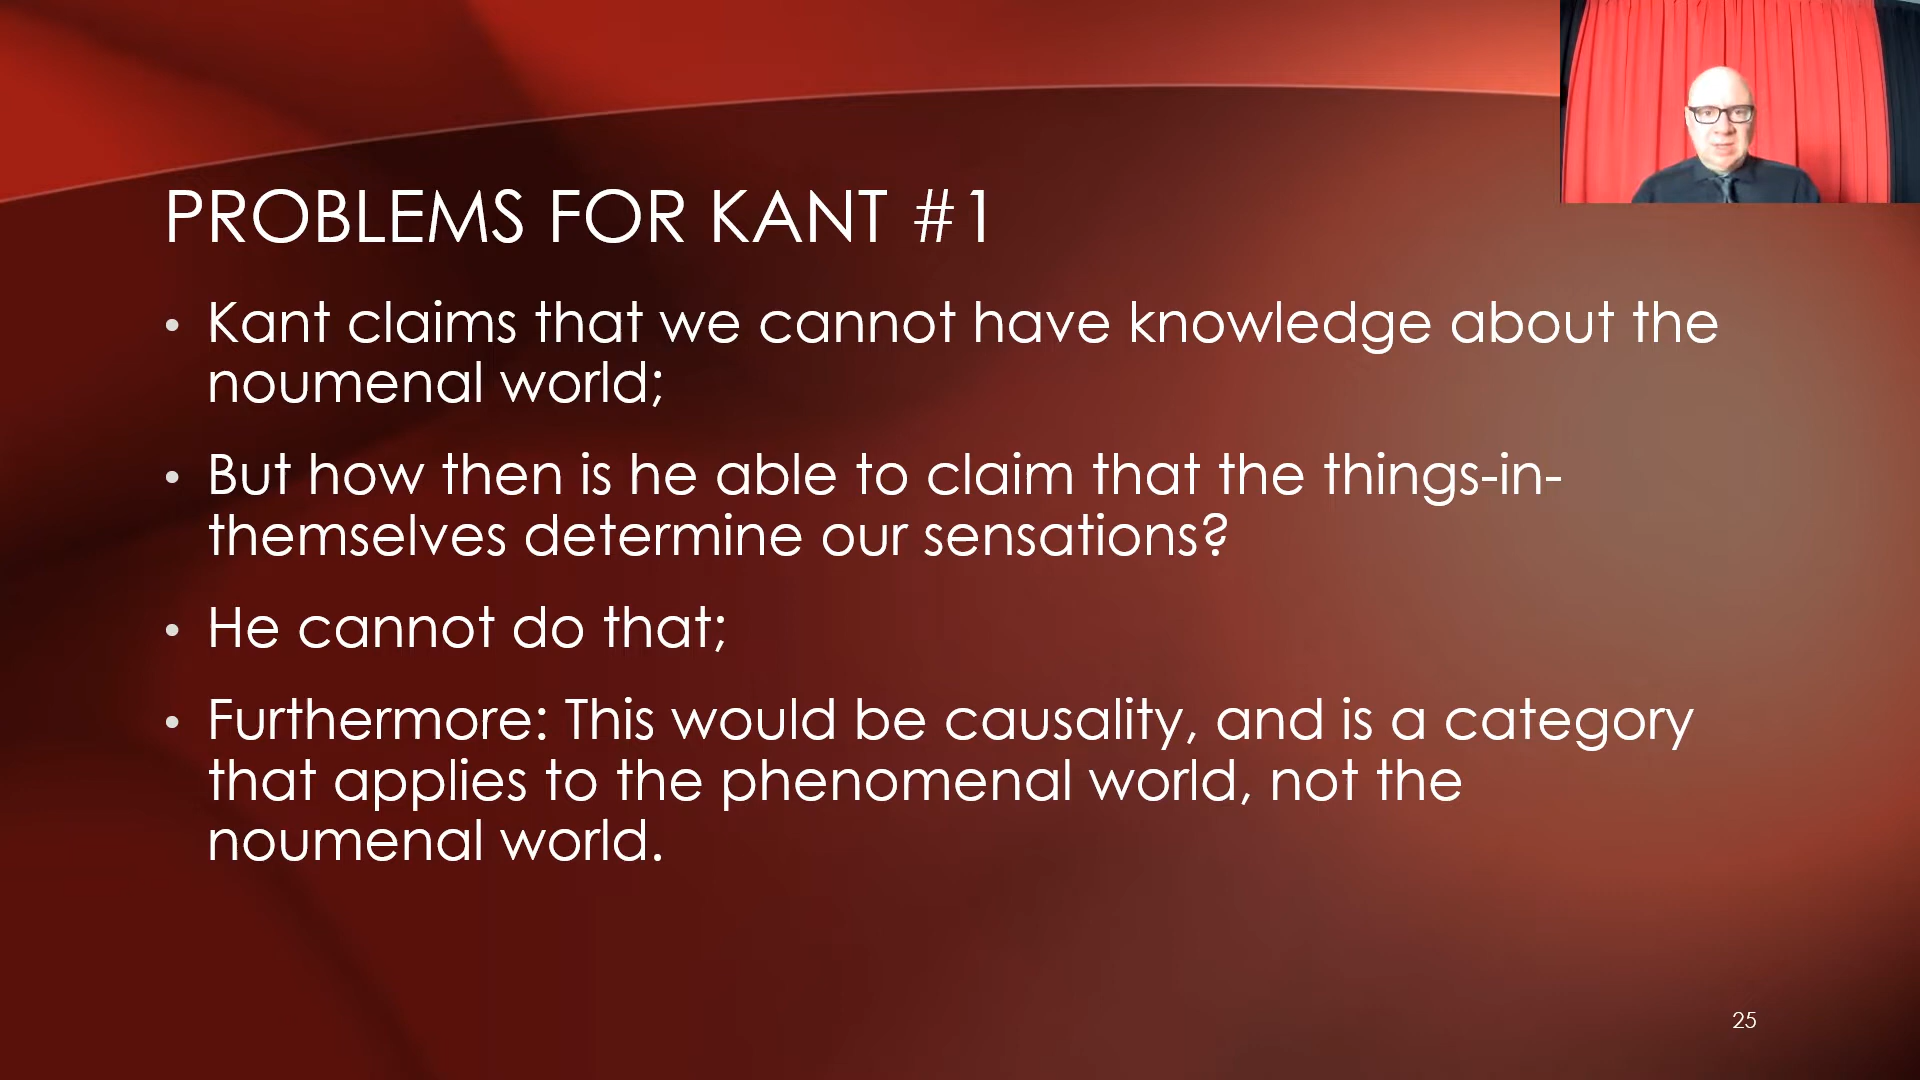 PROBLEMS FOR KANT #1
• Kant claims that we cannot have knowledge about the
noumenal world;
• But how then is he able to claim that the things-in-
themselves determine our sensations?
• He cannot do that;
• Furthermore: This would be causality, and is a category
that applies to the phenomenal world, not the
noumenal world.
25